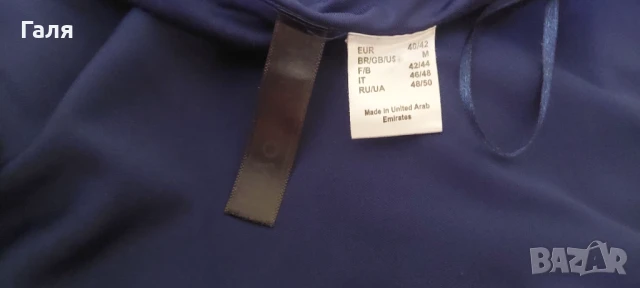 Галя
EUR 40/42
BR/GB/US M
F/B 42/44
IT 46/48
RU/UA 48/50
Made in United Arab
Emirates
BAZAR